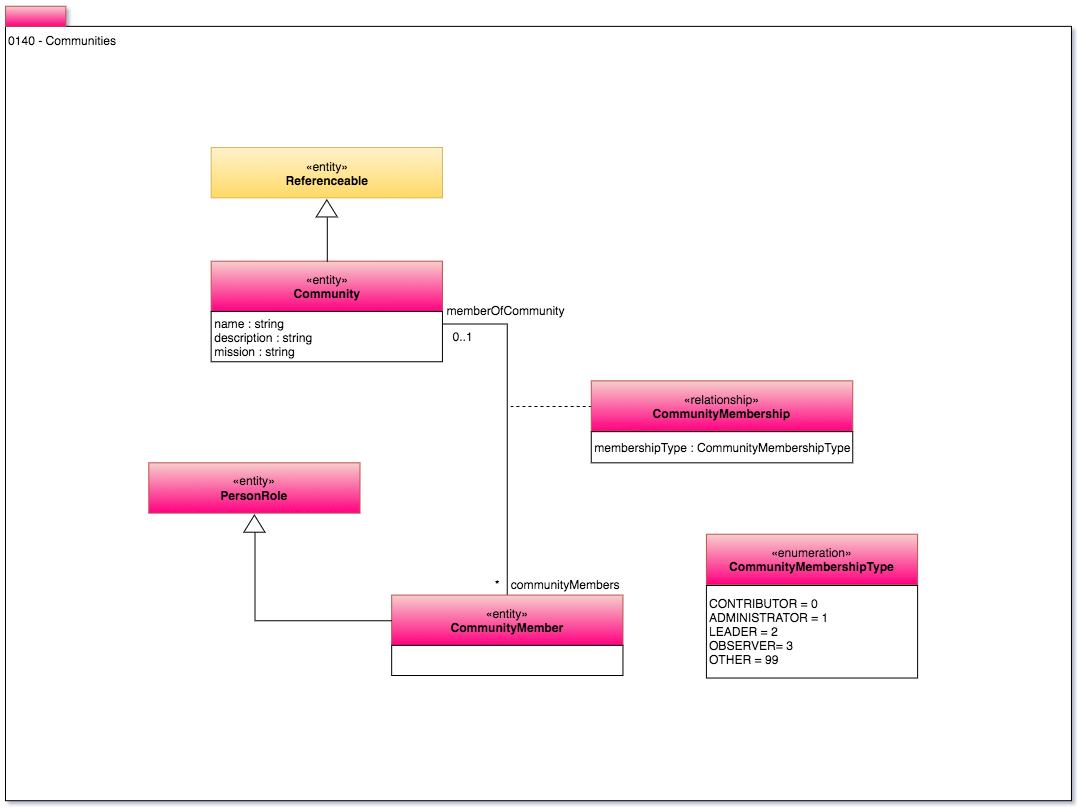 0140 - Communities
«entity»
Referenceable
«entity»
Community
name : string
description : string
mission : string
memberOfCommunity
0..1
«relationship»
CommunityMembership
membershipType : CommunityMembershipType
«entity»
PersonRole
«enumeration»
CommunityMembershipType
CONTRIBUTOR = 0
ADMINISTRATOR = 1
LEADER = 2
OBSERVER= 3
OTHER = 99
* communityMembers
«entity»
CommunityMember